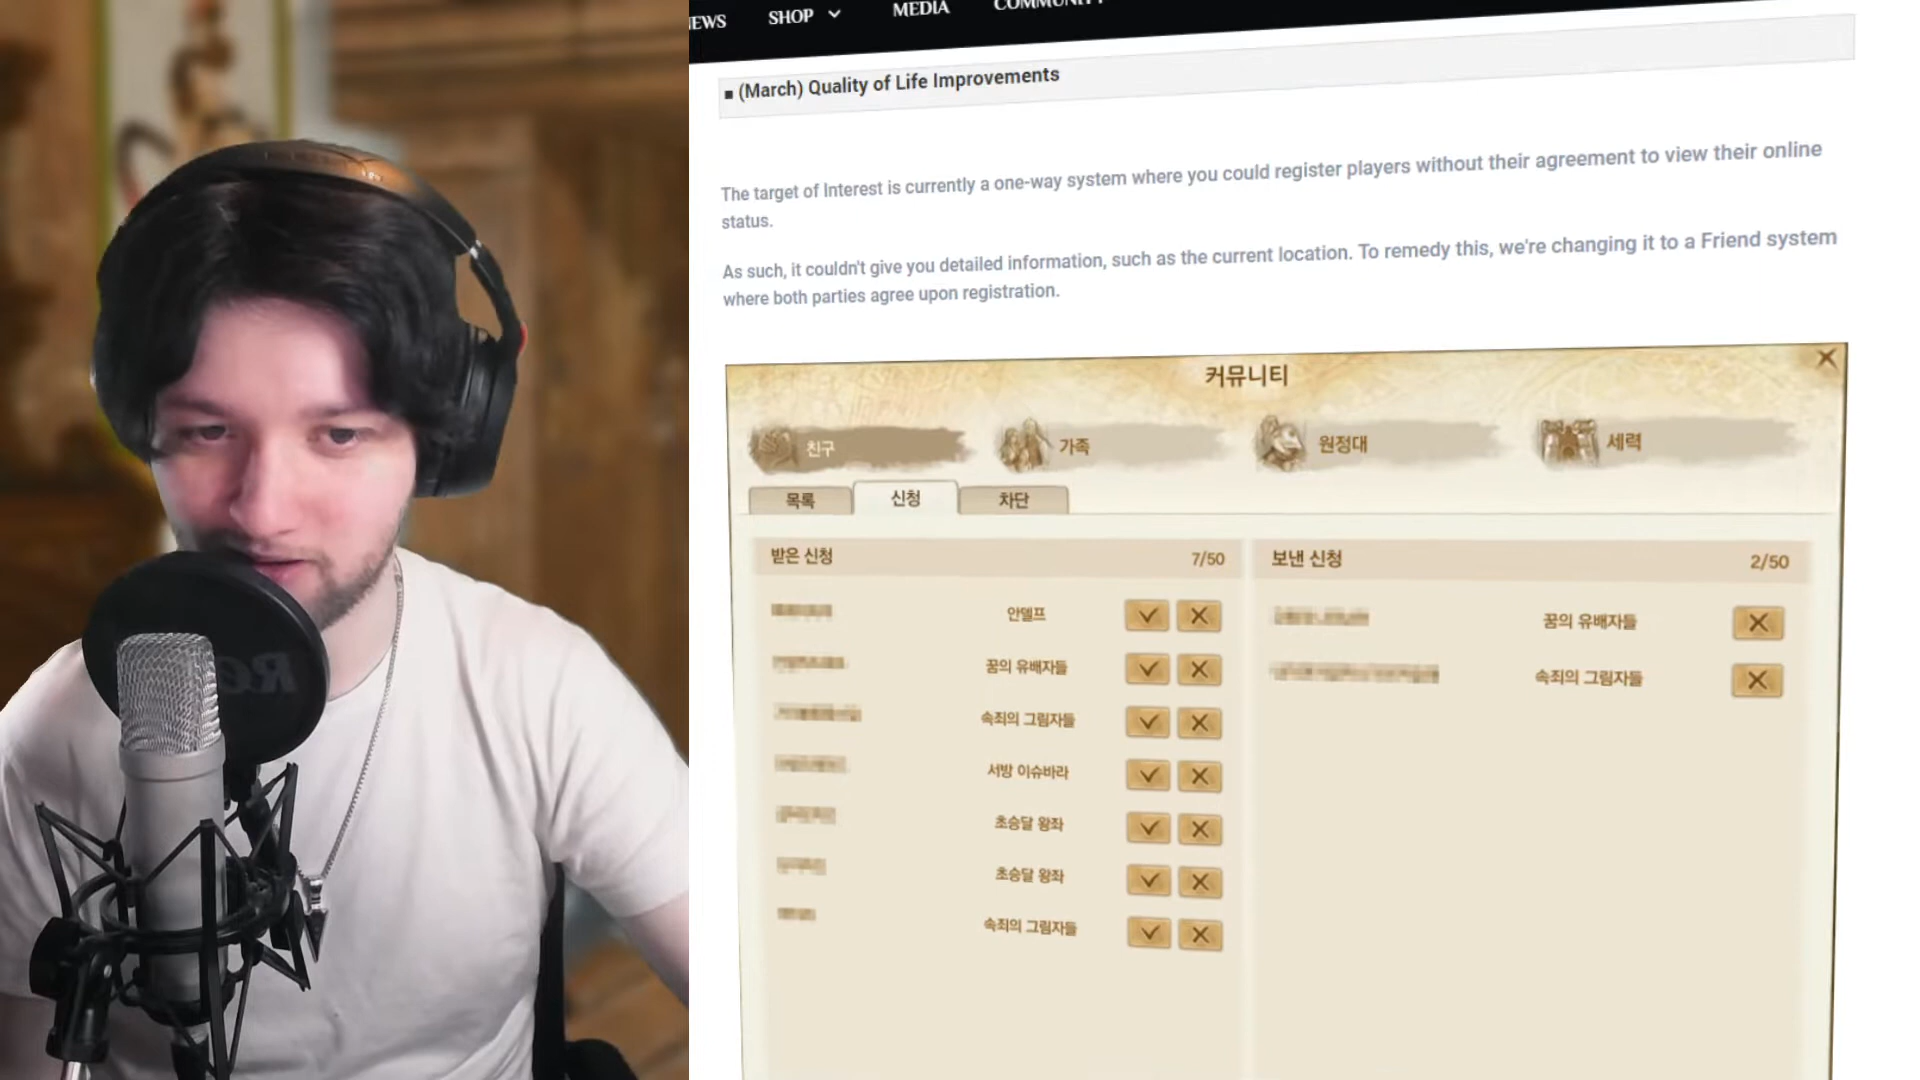 NEWS SHOP MEDIA COMMUNITY
■ (March) Quality of Life Improvements
The target of Interest is currently a one-way system where you could register players without their agreement to view their online
status.
As such, it couldn't give you detailed information, such as the current location. To remedy this, we're changing it to a Friend system
where both parties agree upon registration.
커뮤니티
친구 가족 원정대 세력
목록 신청 차단
받은 신청 7/50
보낸 신청 2/50
안델프
꿈의 유배자들
속죄의 그림자들
서방 이슈바라
초승달 왕좌
초승달 왕좌
속죄의 그림자들
꿈의 유배자들
속죄의 그림자들